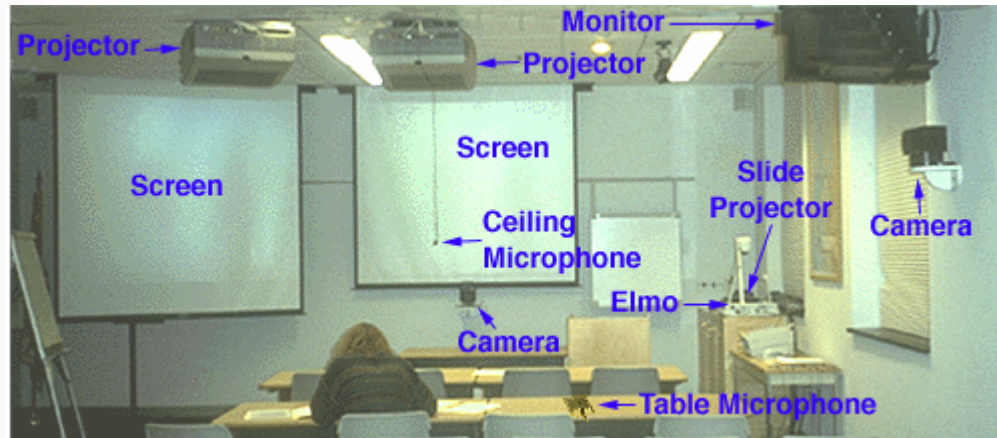 Monitor
Projector
Projector
Screen
Screen
Slide
Projector
Ceiling
Microphone
Camera
Elmo
Camera
Table Microphone